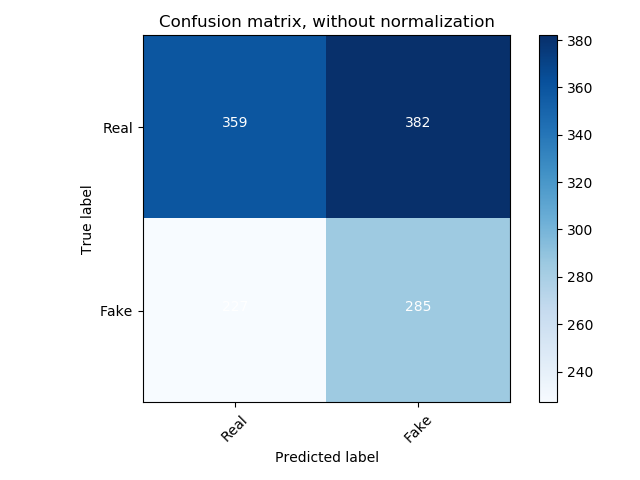 Confusion matrix, without normalization
380
Real
359
382
360
340
True label
320
300
280
Fake
227
285
260
240
Real
Fake
Predicted label